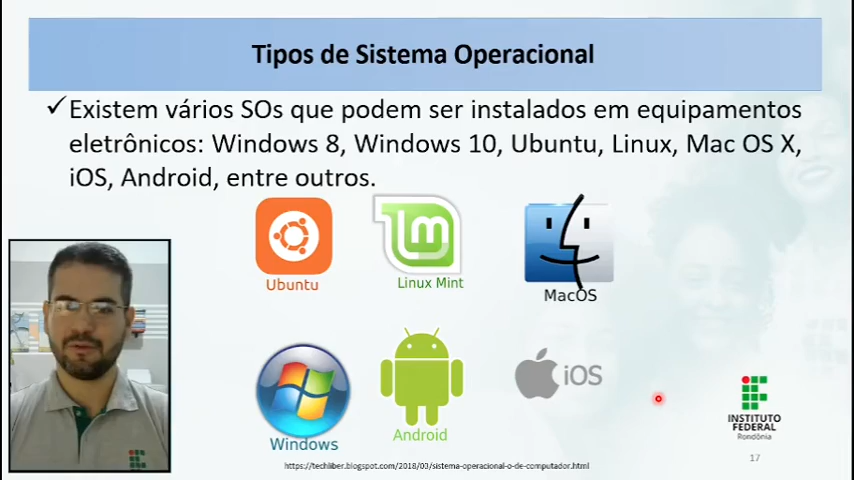 Tipos de Sistema Operacional
✓Existem vários SOs que podem ser instalados em equipamentos
eletrônicos: Windows 8, Windows 10, Ubuntu, Linux, Mac OS X,
iOS, Android, entre outros.
Ubuntu
Linux Mint
MacOS
Windows
Android
iOS
INSTITUTO
FEDERAL
Rondônia
17
https://techliber.blogspot.com/2018/03/sistema-operacional-o-de-computador.html